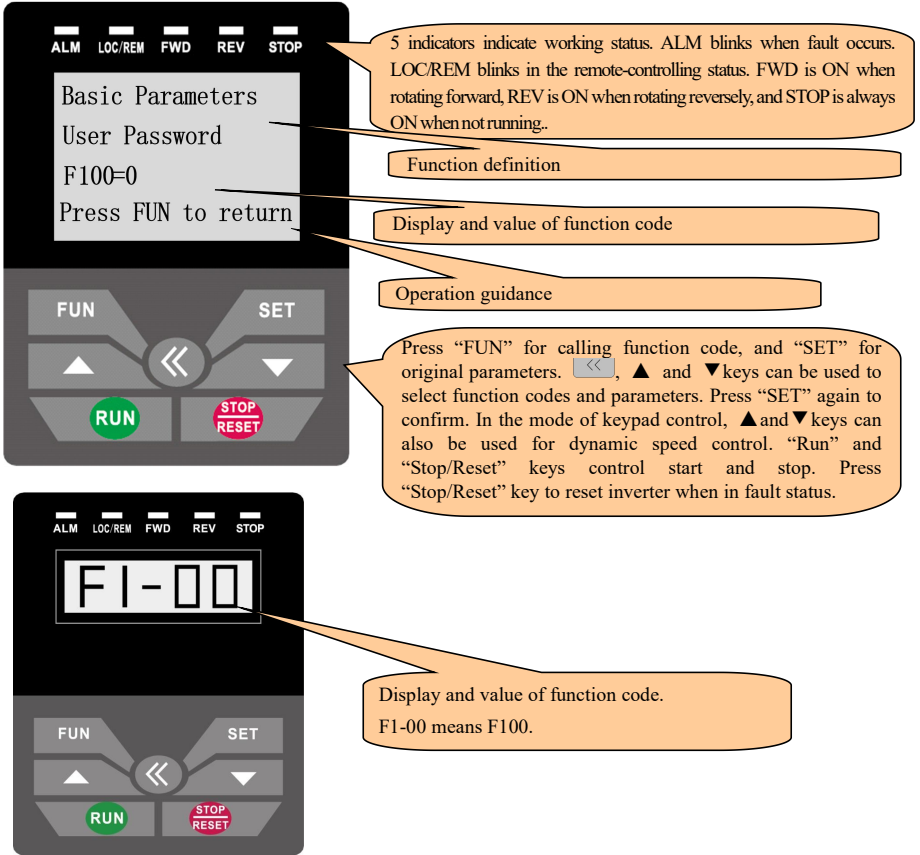 ALM LOC/REM FWD REV STOP
Basic Parameters
User Password
F100=0
Press FUN to return
FUN SET
RUN STOP
RESET
5 indicators indicate working status. ALM blinks when fault occurs.
LOC/REM blinks in the remote-controlling status. FWD is ON when
rotating forward, REV is ON when rotating reversely, and STOP is always
ON when not running..
Function definition
Display and value of function code
Operation guidance
Press “FUN” for calling function code, and “SET” for
original parameters. <<, ▲ and ▼keys can be used to
select function codes and parameters. Press “SET” again to
confirm. In the mode of keypad control, ▲and▼keys can
also be used for dynamic speed control. “Run” and
“Stop/Reset” keys control start and stop. Press
“Stop/Reset” key to reset inverter when in fault status.
ALM LOC/REM FWD REV STOP
F1-00
FUN SET
RUN STOP
RESET
Display and value of function code.
F1-00 means F100.